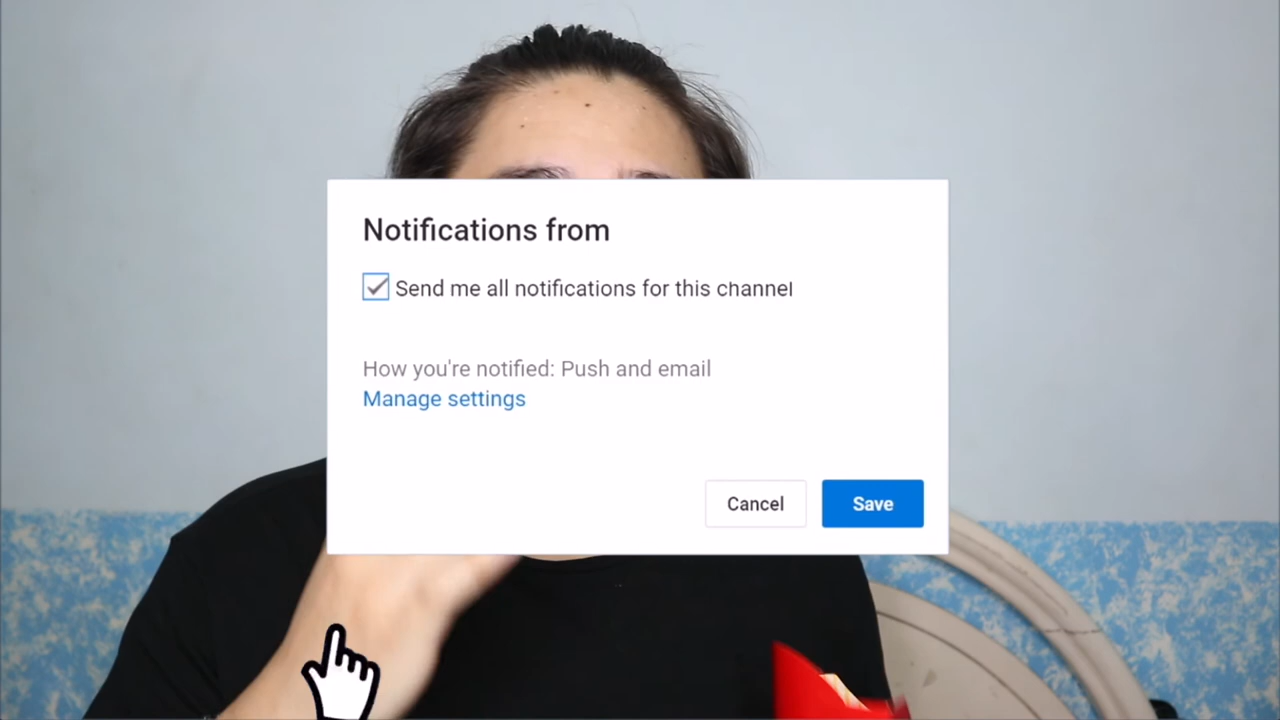 Notifications from
Send me all notifications for this channel
How you're notified: Push and email
Manage settings
Cancel
Save